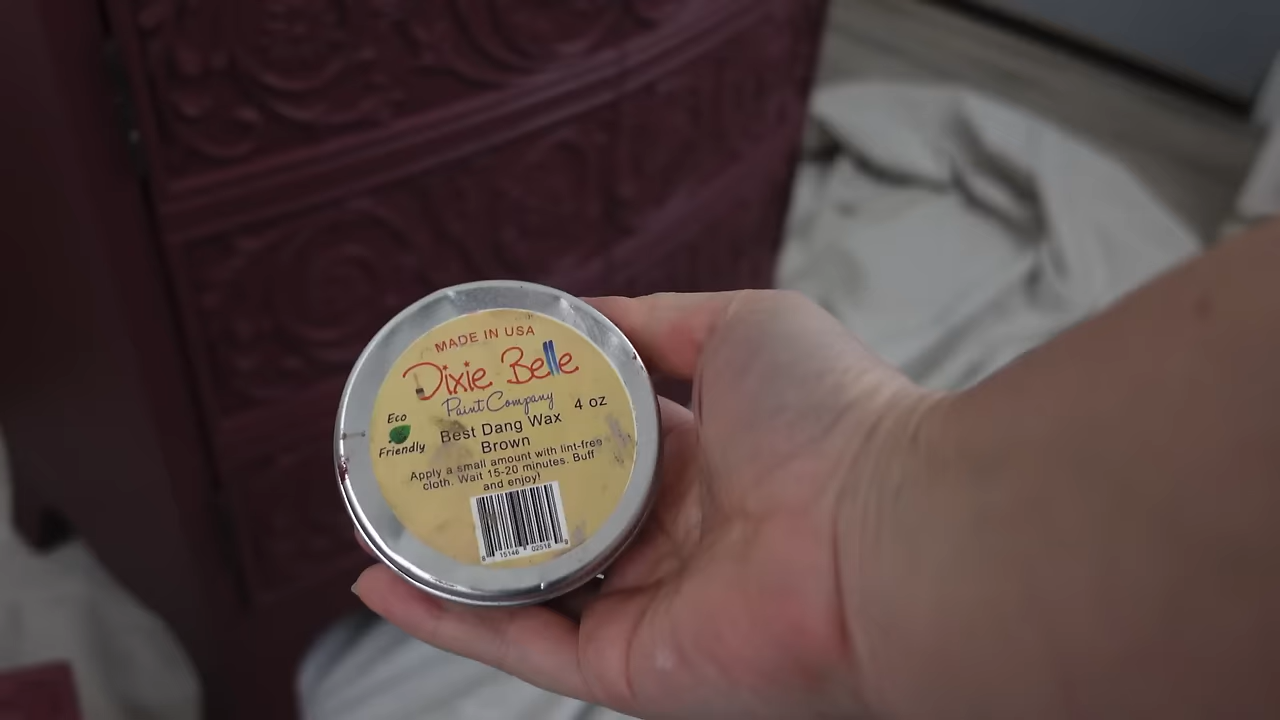 MADE IN USA
Dixie Belle
Paint Company
4 oz
Eco
Friendly
Best Dang Wax
Brown
Apply a small amount with lint-free
cloth. Wait 15-20 minutes. Buff
and enjoy!